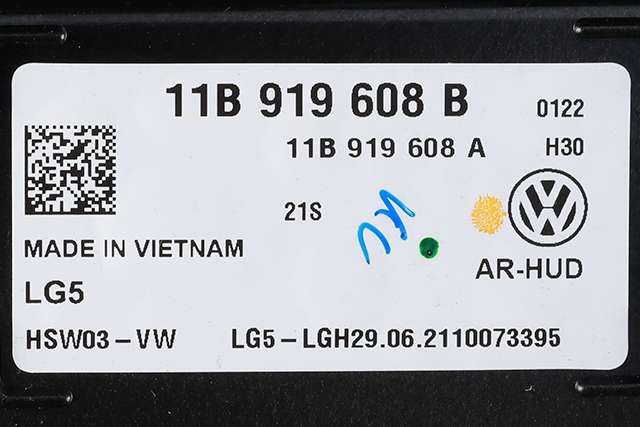 11B 919 608 B 0122
11B 919 608 A H30
21S
MADE IN VIETNAM
AR-HUD
LG5
HSW03-VW LG5-LGH29.06.2110073395